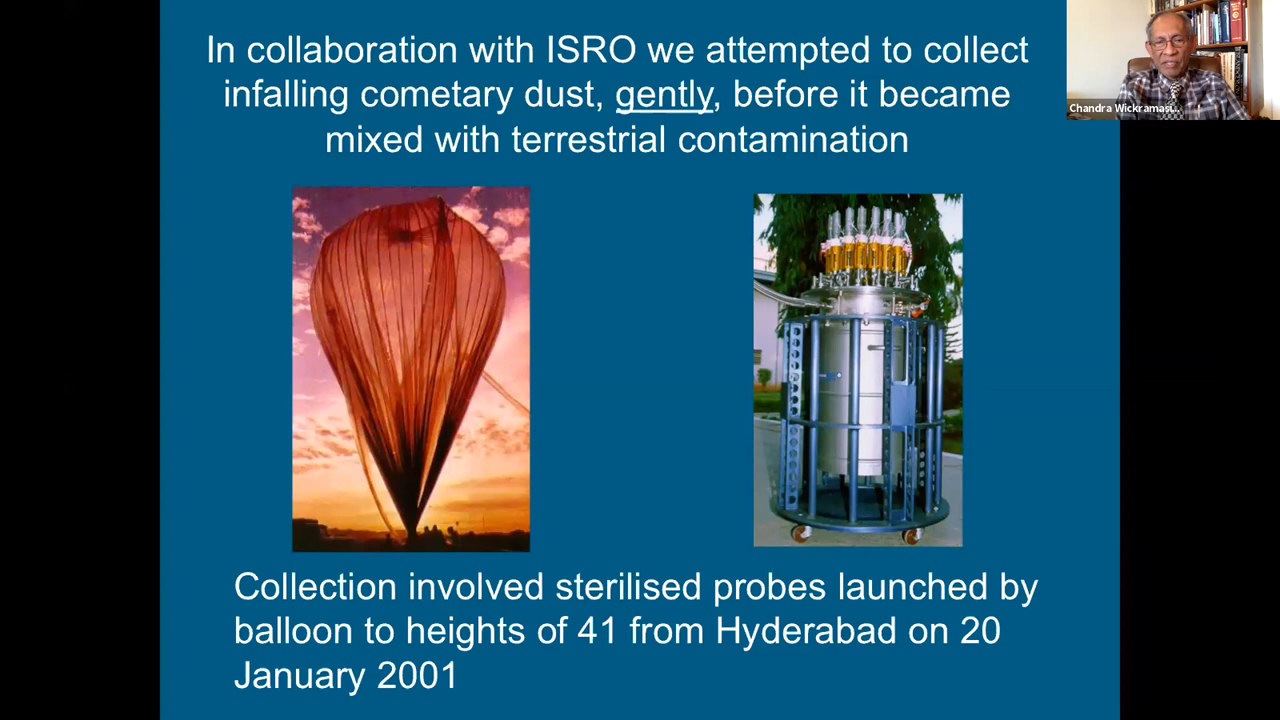 In collaboration with ISRO we attempted to collect
infalling cometary dust, gently, before it became
mixed with terrestrial contamination
Chandra Wickramasi...
Collection involved sterilised probes launched by
balloon to heights of 41 from Hyderabad on 20
January 2001